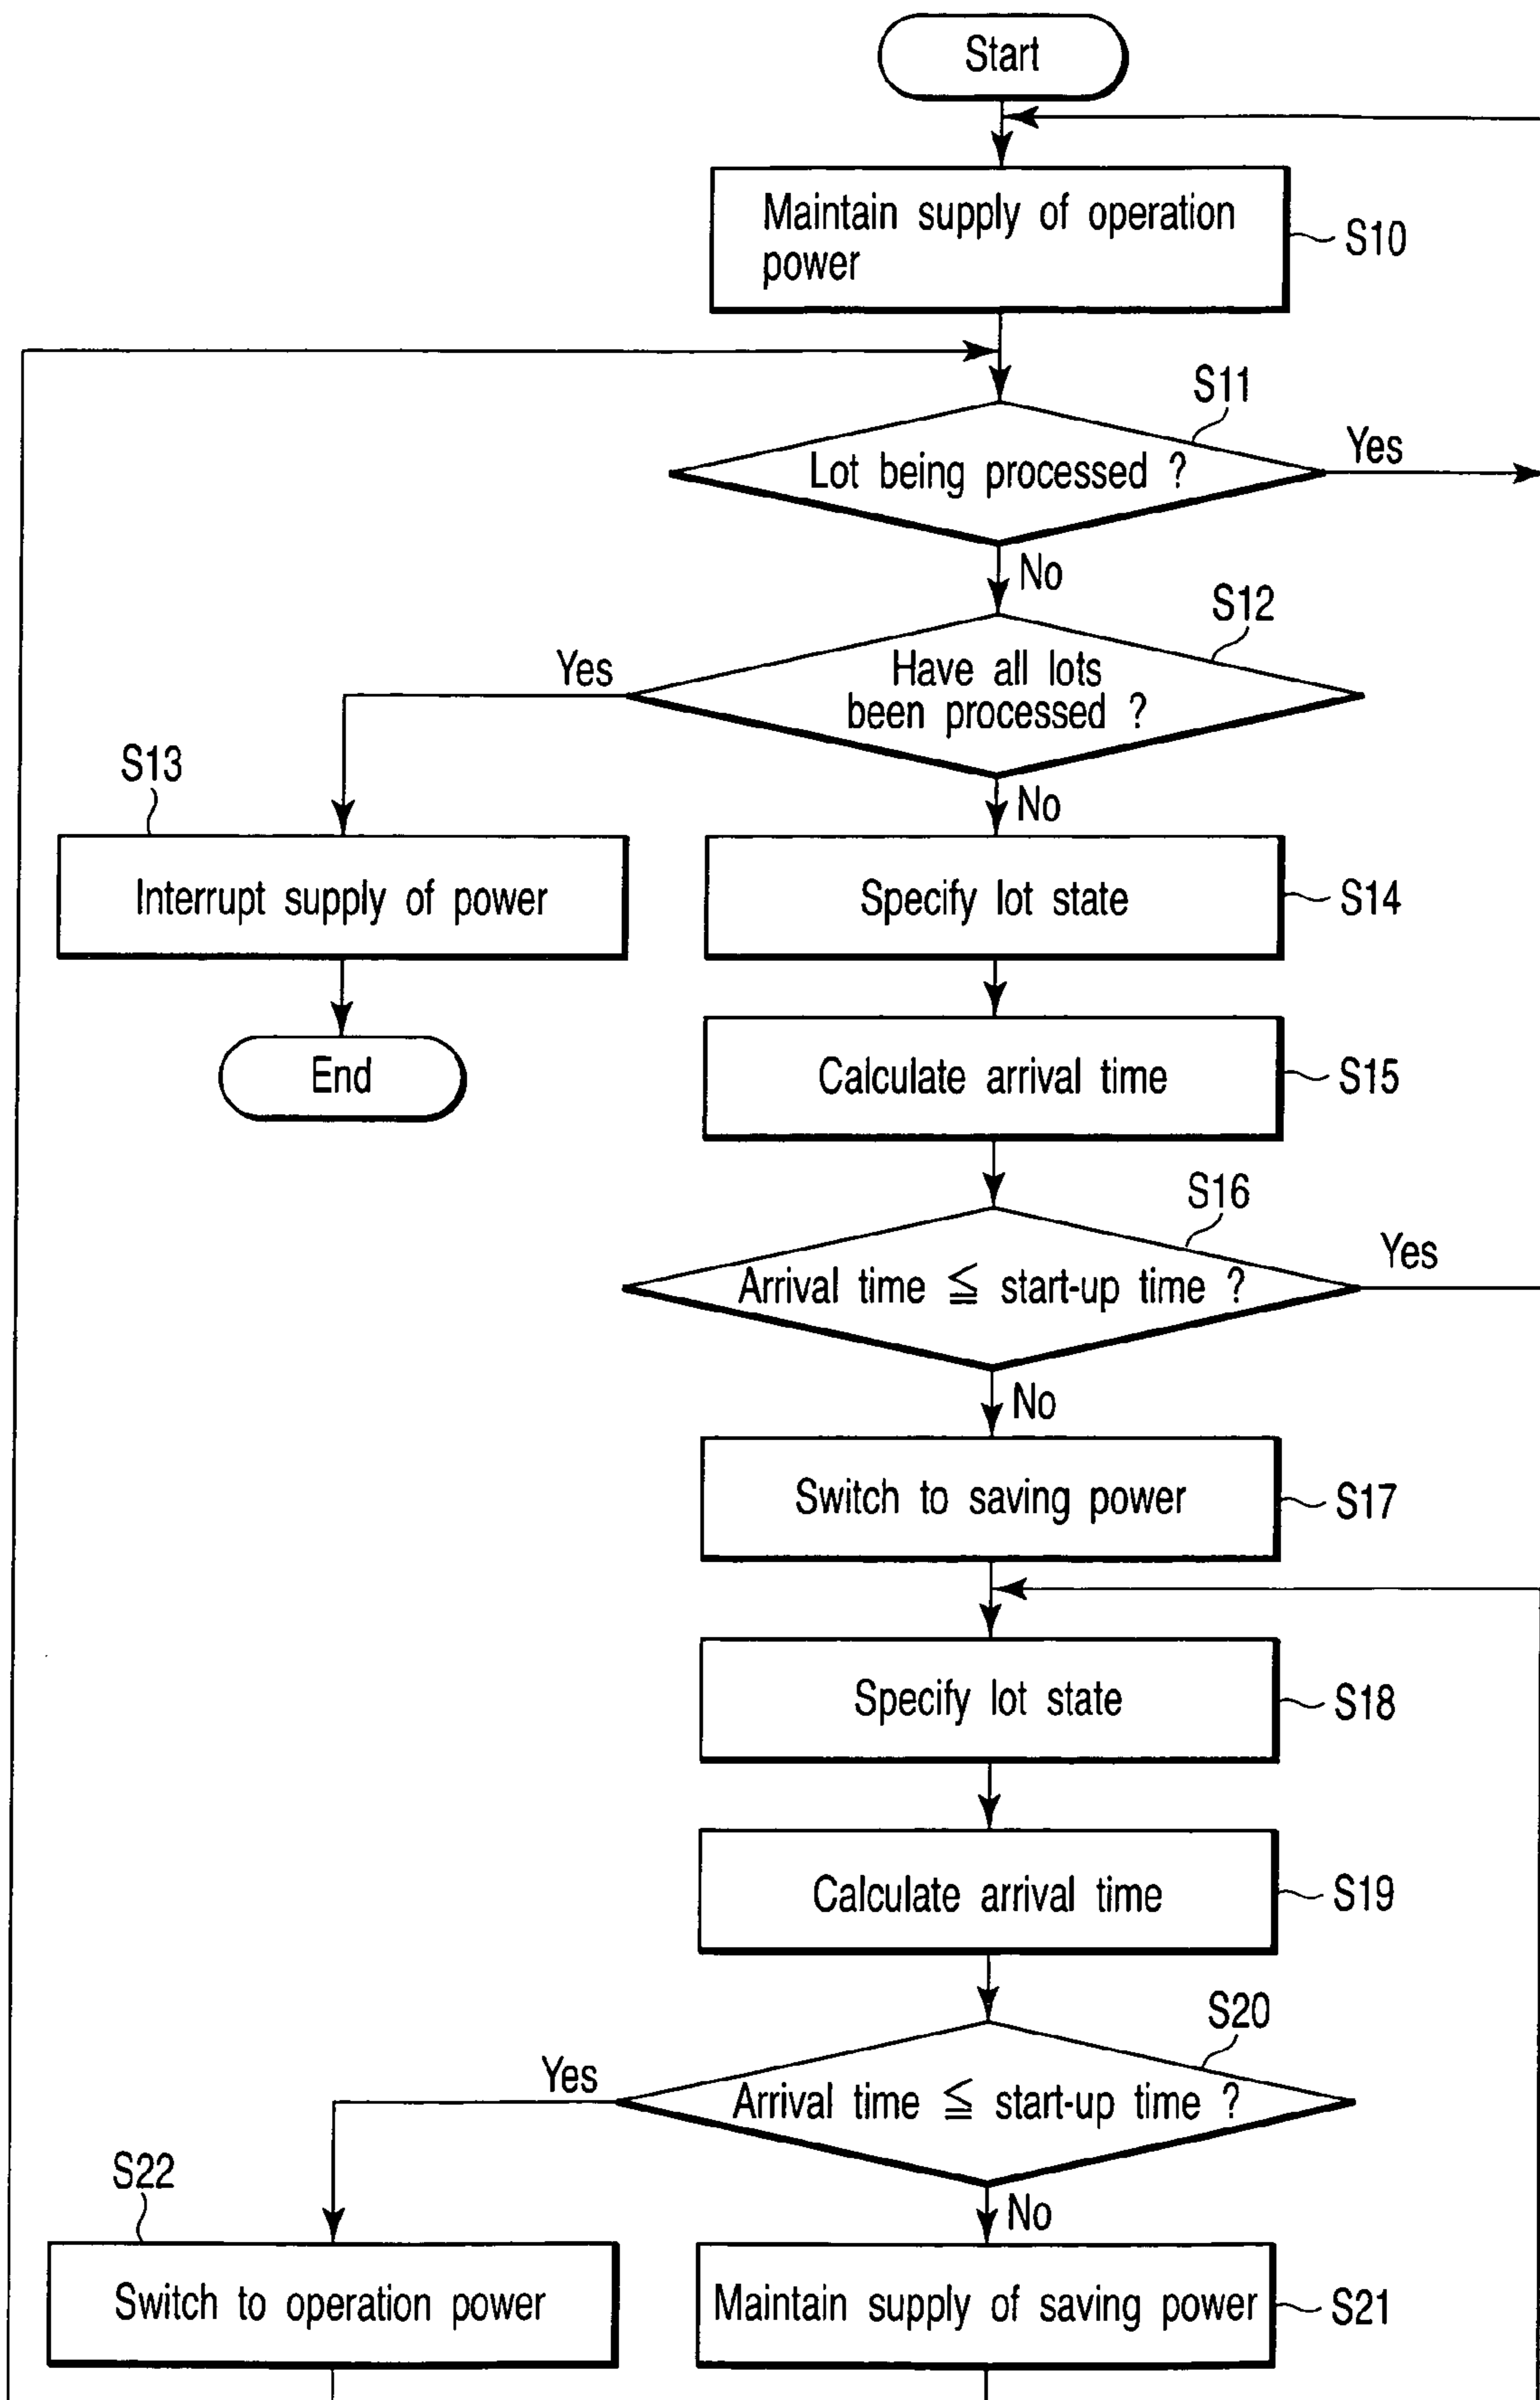 Start
Maintain supply of operation
power
S10
S11
Lot being processed ?
Yes
No
S12
Have all lots
been processed ?
Yes
No
S13
Interrupt supply of power
End
Specify lot state
S14
Calculate arrival time
S15
S16
Arrival time ≦ start-up time ?
Yes
No
Switch to saving power
S17
Specify lot state
S18
Calculate arrival time
S19
S20
Arrival time ≦ start-up time ?
Yes
No
S22
Switch to operation power
Maintain supply of saving power
S21